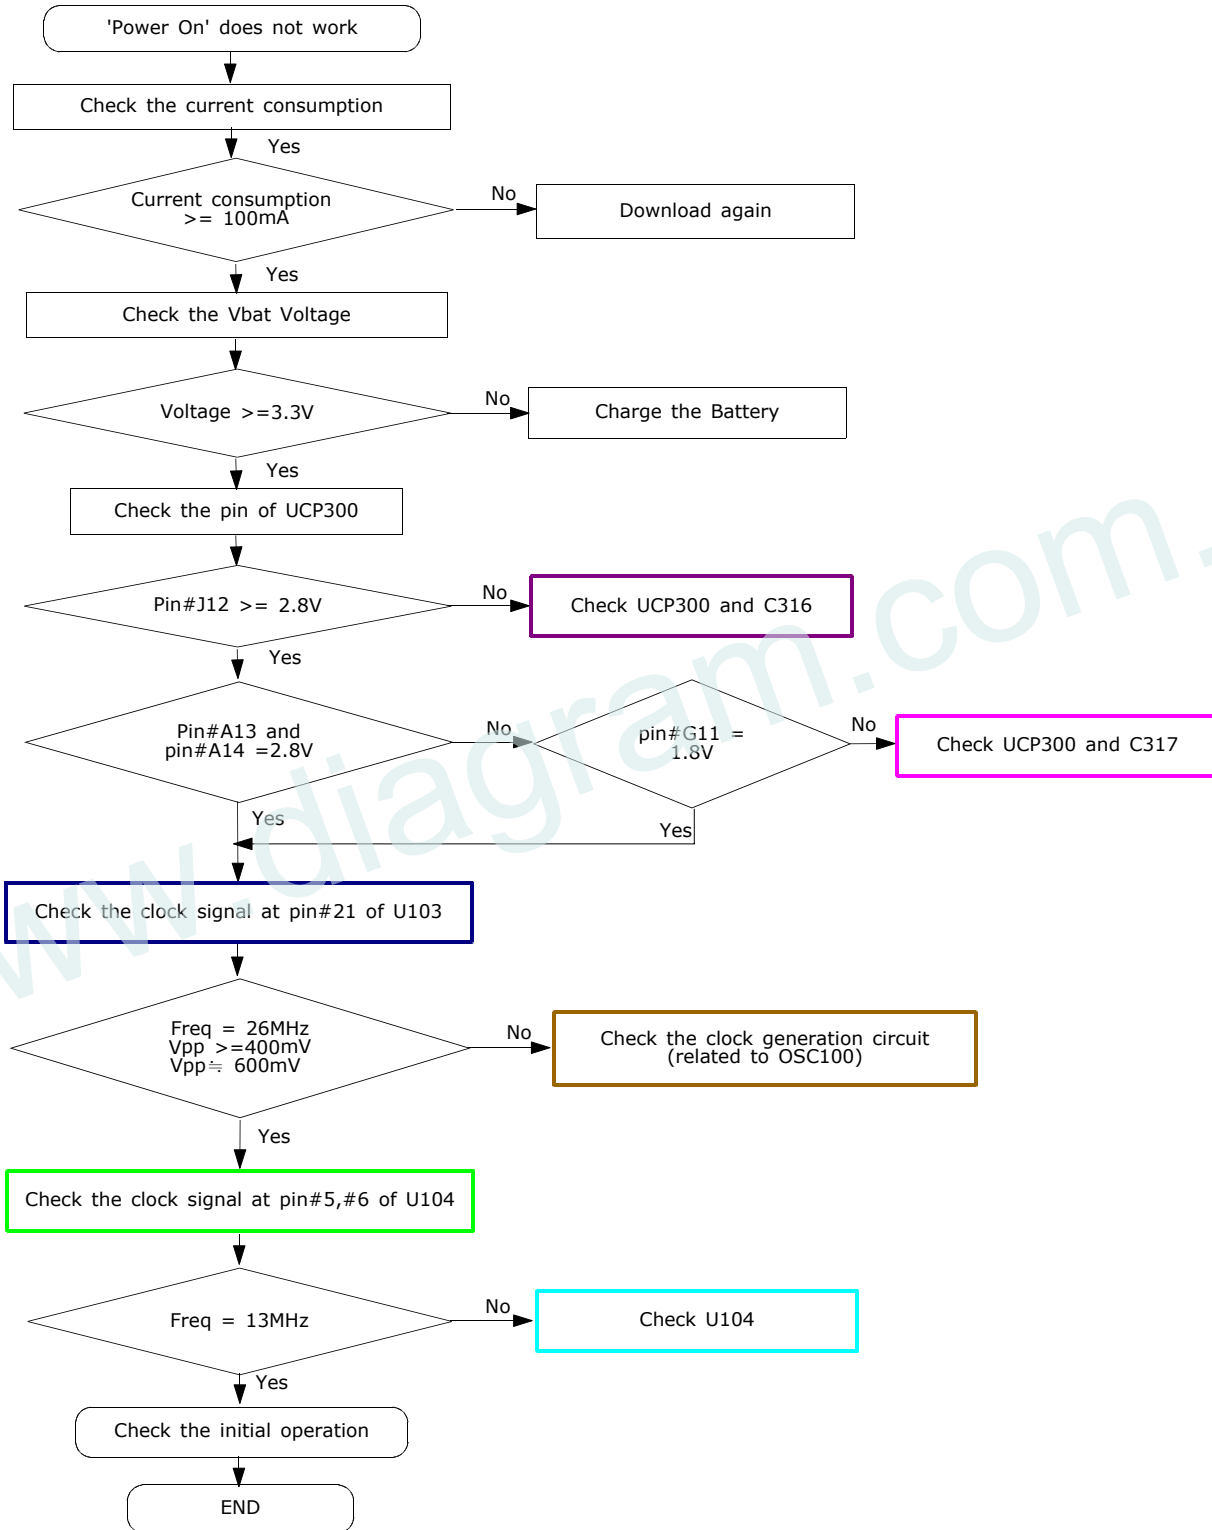 'Power On' does not work
Check the current consumption
Yes
Current consumption
>= 100mA
No
Download again
Yes
Check the Vbat Voltage
Voltage >=3.3V
No
Charge the Battery
Yes
Check the pin of UCP300
Pin#J12 >= 2.8V
No
Check UCP300 and C316
Yes
Pin#A13 and
pin#A14 =2.8V
No
pin#G11 =
1.8V
No
Check UCP300 and C317
Yes
Yes
Check the clock signal at pin#21 of U103
Freq = 26MHz
Vpp >=400mV
Vpp≒ 600mV
No
Check the clock generation circuit
(related to OSC100)
Yes
Check the clock signal at pin#5,#6 of U104
Freq = 13MHz
No
Check U104
Yes
Check the initial operation
END
ww.diagram.com.